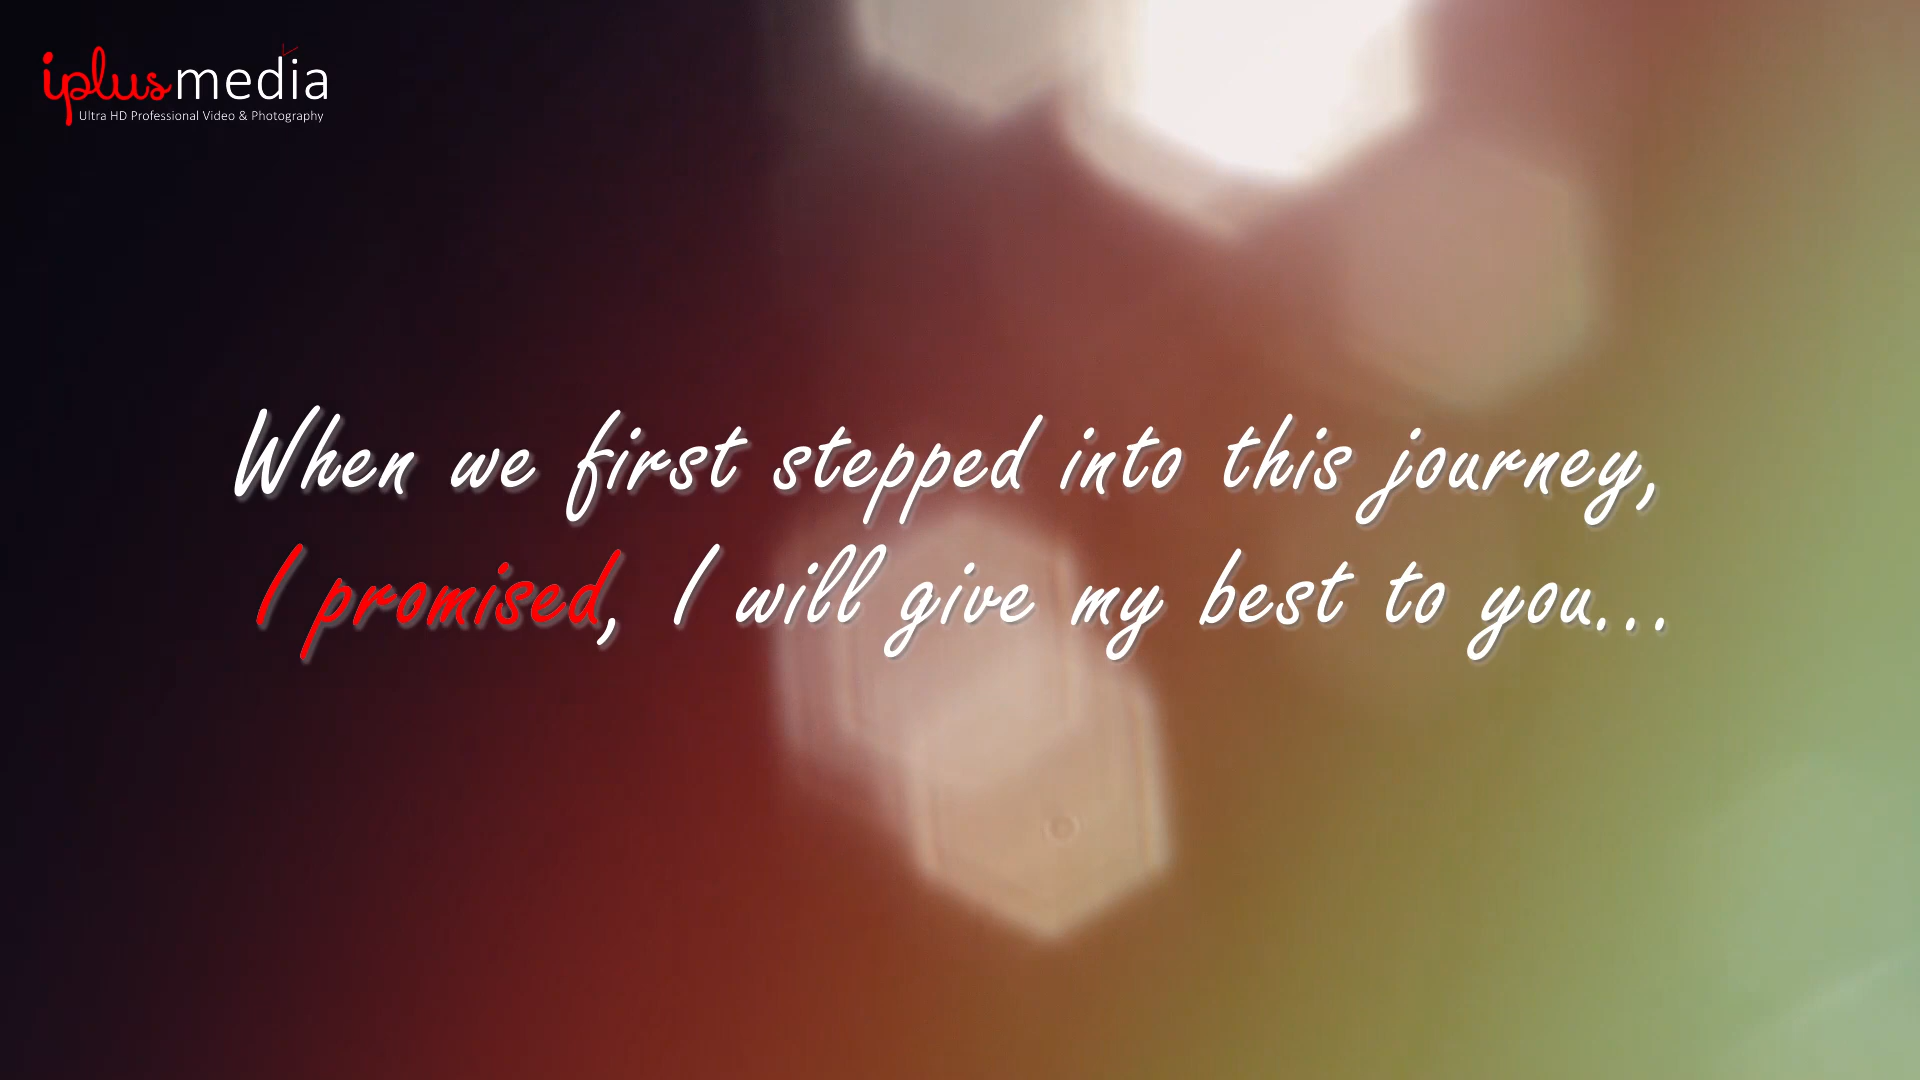 iplusmedia
Ultra HD Professional Video & Photography
When we first stepped into this journey,
I promised, I will give my best to you...